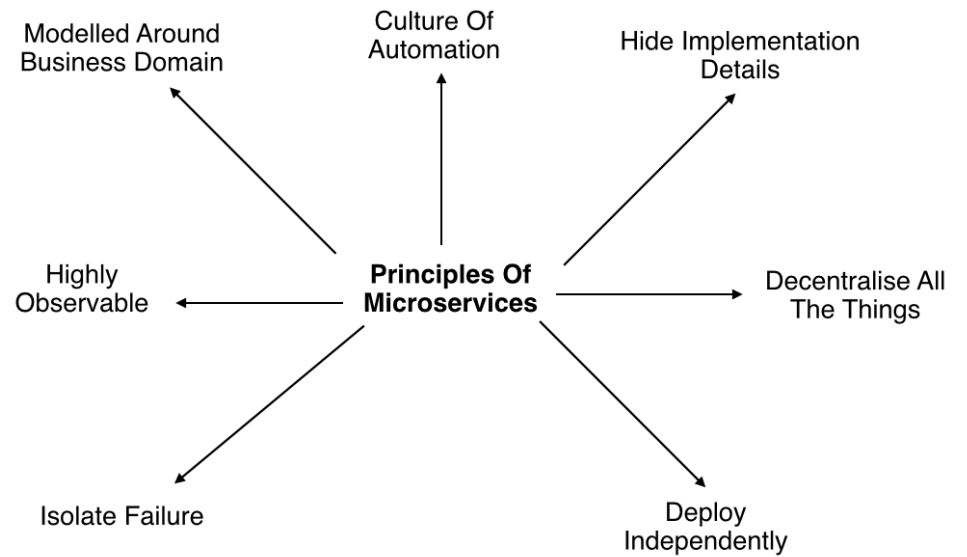 Modelled Around
Business Domain
Culture Of
Automation
Hide Implementation
Details
Highly
Observable
Principles Of
Microservices
Decentralise All
The Things
Isolate Failure
Deploy
Independently